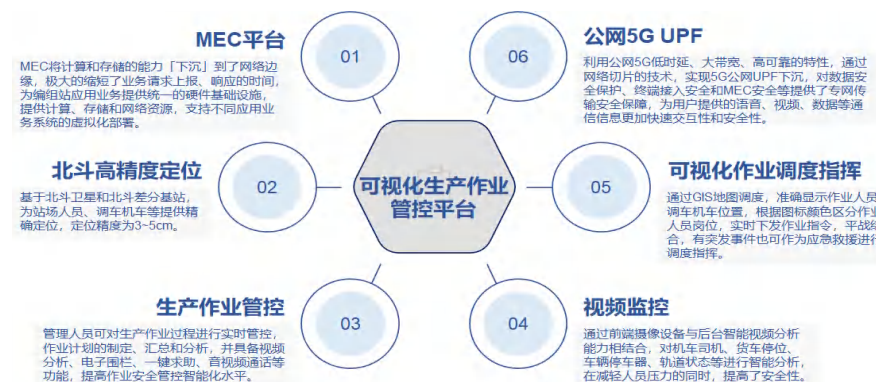 MEC平台
01
MEC将计算和存储的能力「下沉」到了网络边
缘，极大的缩短了业务请求上报、响应的时间，
为编组站应用业务提供统一的硬件基础设施，
提供计算、存储和网络资源，支持不同应用业
务系统的虚拟化部署。
06
公网5G UPF
利用公网5G低时延、大带宽、高可靠的特性，通过
网络切片的技术，实现5G公网UPF下沉，对数据安
全保护、终端接入安全和MEC安全等提供了专网传
输安全保障，为用户提供的语音、视频、数据等通
信信息更加快速交互性和安全性。
北斗高精度定位
02
基于北斗卫星和北斗差分基站，
为站场人员、调车机车等提供精
确定位，定位精度为3~5cm。
可视化生产作业
管控平台
05
可视化作业调度指挥
通过GIS地图调度，准确显示作业人员
调车机车位置，根据图标颜色区分作业
人员岗位，实时下发作业指令，平战结
合，有突发事件也可作为应急救援进行
调度指挥。
生产作业管控
03
管理人员可对生产作业过程进行实时管控，
作业计划的制定、汇总和分析，并具备视频
分析、电子围栏、一键求助、音视频通话等
功能，提高作业安全管控智能化水平。
04
视频监控
通过前端摄像设备与后台智能视频分析
能力相结合，对机车司机、货车停位、
车辆停车器、轨道状态等进行智能分析，
在减轻人员压力的同时，提高了安全性。